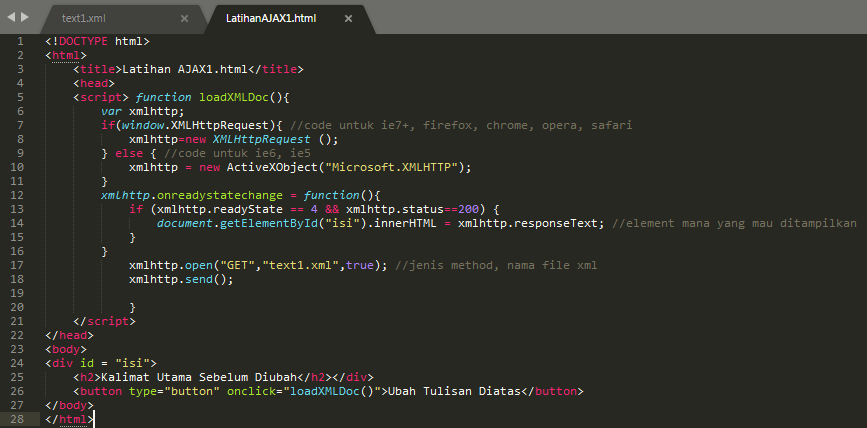 text1.xml × LatihanAJAX1.html ×
1 <!DOCTYPE html>
2 <html>
3 <title>Latihan AJAX1.html</title>
4 <head>
5 <script> function loadXMLDoc(){
6 var xmlhttp;
7 if(window.XMLHttpRequest){ //code untuk ie7+, firefox, chrome, opera, safari
8 xmlhttp=new XMLHttpRequest ();
9 } else { //code untuk ie6, ie5
10 xmlhttp = new ActiveXObject("Microsoft.XMLHTTP");
11 }
12 xmlhttp.onreadystatechange = function(){
13 if (xmlhttp.readyState == 4 && xmlhttp.status==200) {
14 document.getElementById("isi").innerHTML = xmlhttp.responseText; //element mana yang mau ditampilkan
15 }
16 }
17 xmlhttp.open("GET","text1.xml",true); //jenis method, nama file xml
18 xmlhttp.send();
19
20 }
21 </script>
22 </head>
23 <body>
24 <div id = "isi">
25 <h2>Kalimat Utama Sebelum Diubah</h2></div>
26 <button type="button" onclick="loadXMLDoc()">Ubah Tulisan Diatas</button>
27 </body>
28 </html>